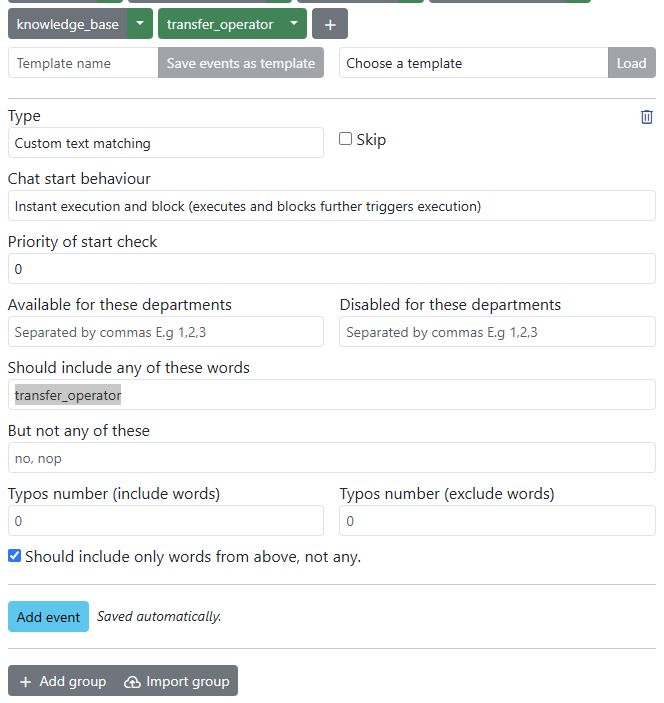 knowledge_base transfer_operator +
Template name Save events as template Choose a template Load
Type
Custom text matching Skip
Chat start behaviour
Instant execution and block (executes and blocks further triggers execution)
Priority of start check
0
Available for these departments Disabled for these departments
Separated by commas E.g 1,2,3 Separated by commas E.g 1,2,3
Should include any of these words
transfer_operator
But not any of these
no, nop
Typos number (include words) Typos number (exclude words)
0 0
Should include only words from above, not any.
Add event Saved automatically.
+ Add group Import group